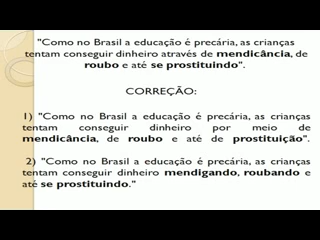 "Como no Brasil a educação é precária, as crianças
tentam conseguir dinheiro através de mendicância, de
roubo e até se prostituindo".
CORREÇÃO:
1) "Como no Brasil a educação é precária, as crianças
tentam conseguir dinheiro por meio de
mendicância, de roubo e até de prostituição".
2) "Como no Brasil a educação é precária, as crianças
tentam conseguir dinheiro mendigando, roubando e
até se prostituindo."